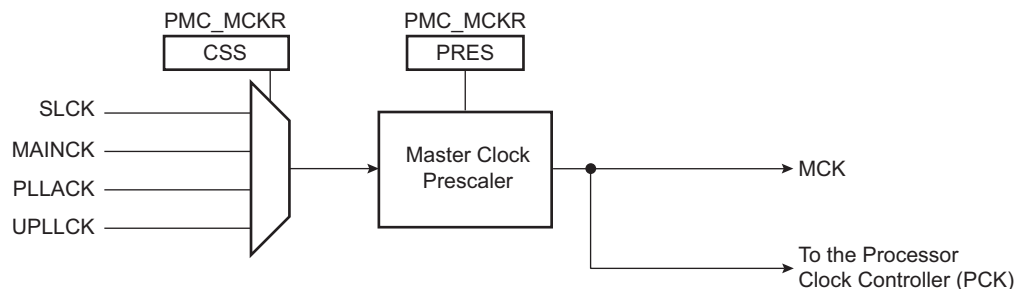 PMC_MCKR
CSS
PMC_MCKR
PRES
SLCK
MAINCK
PLLACK
UPLLCK
Master Clock
Prescaler
MCK
To the Processor
Clock Controller (PCK)